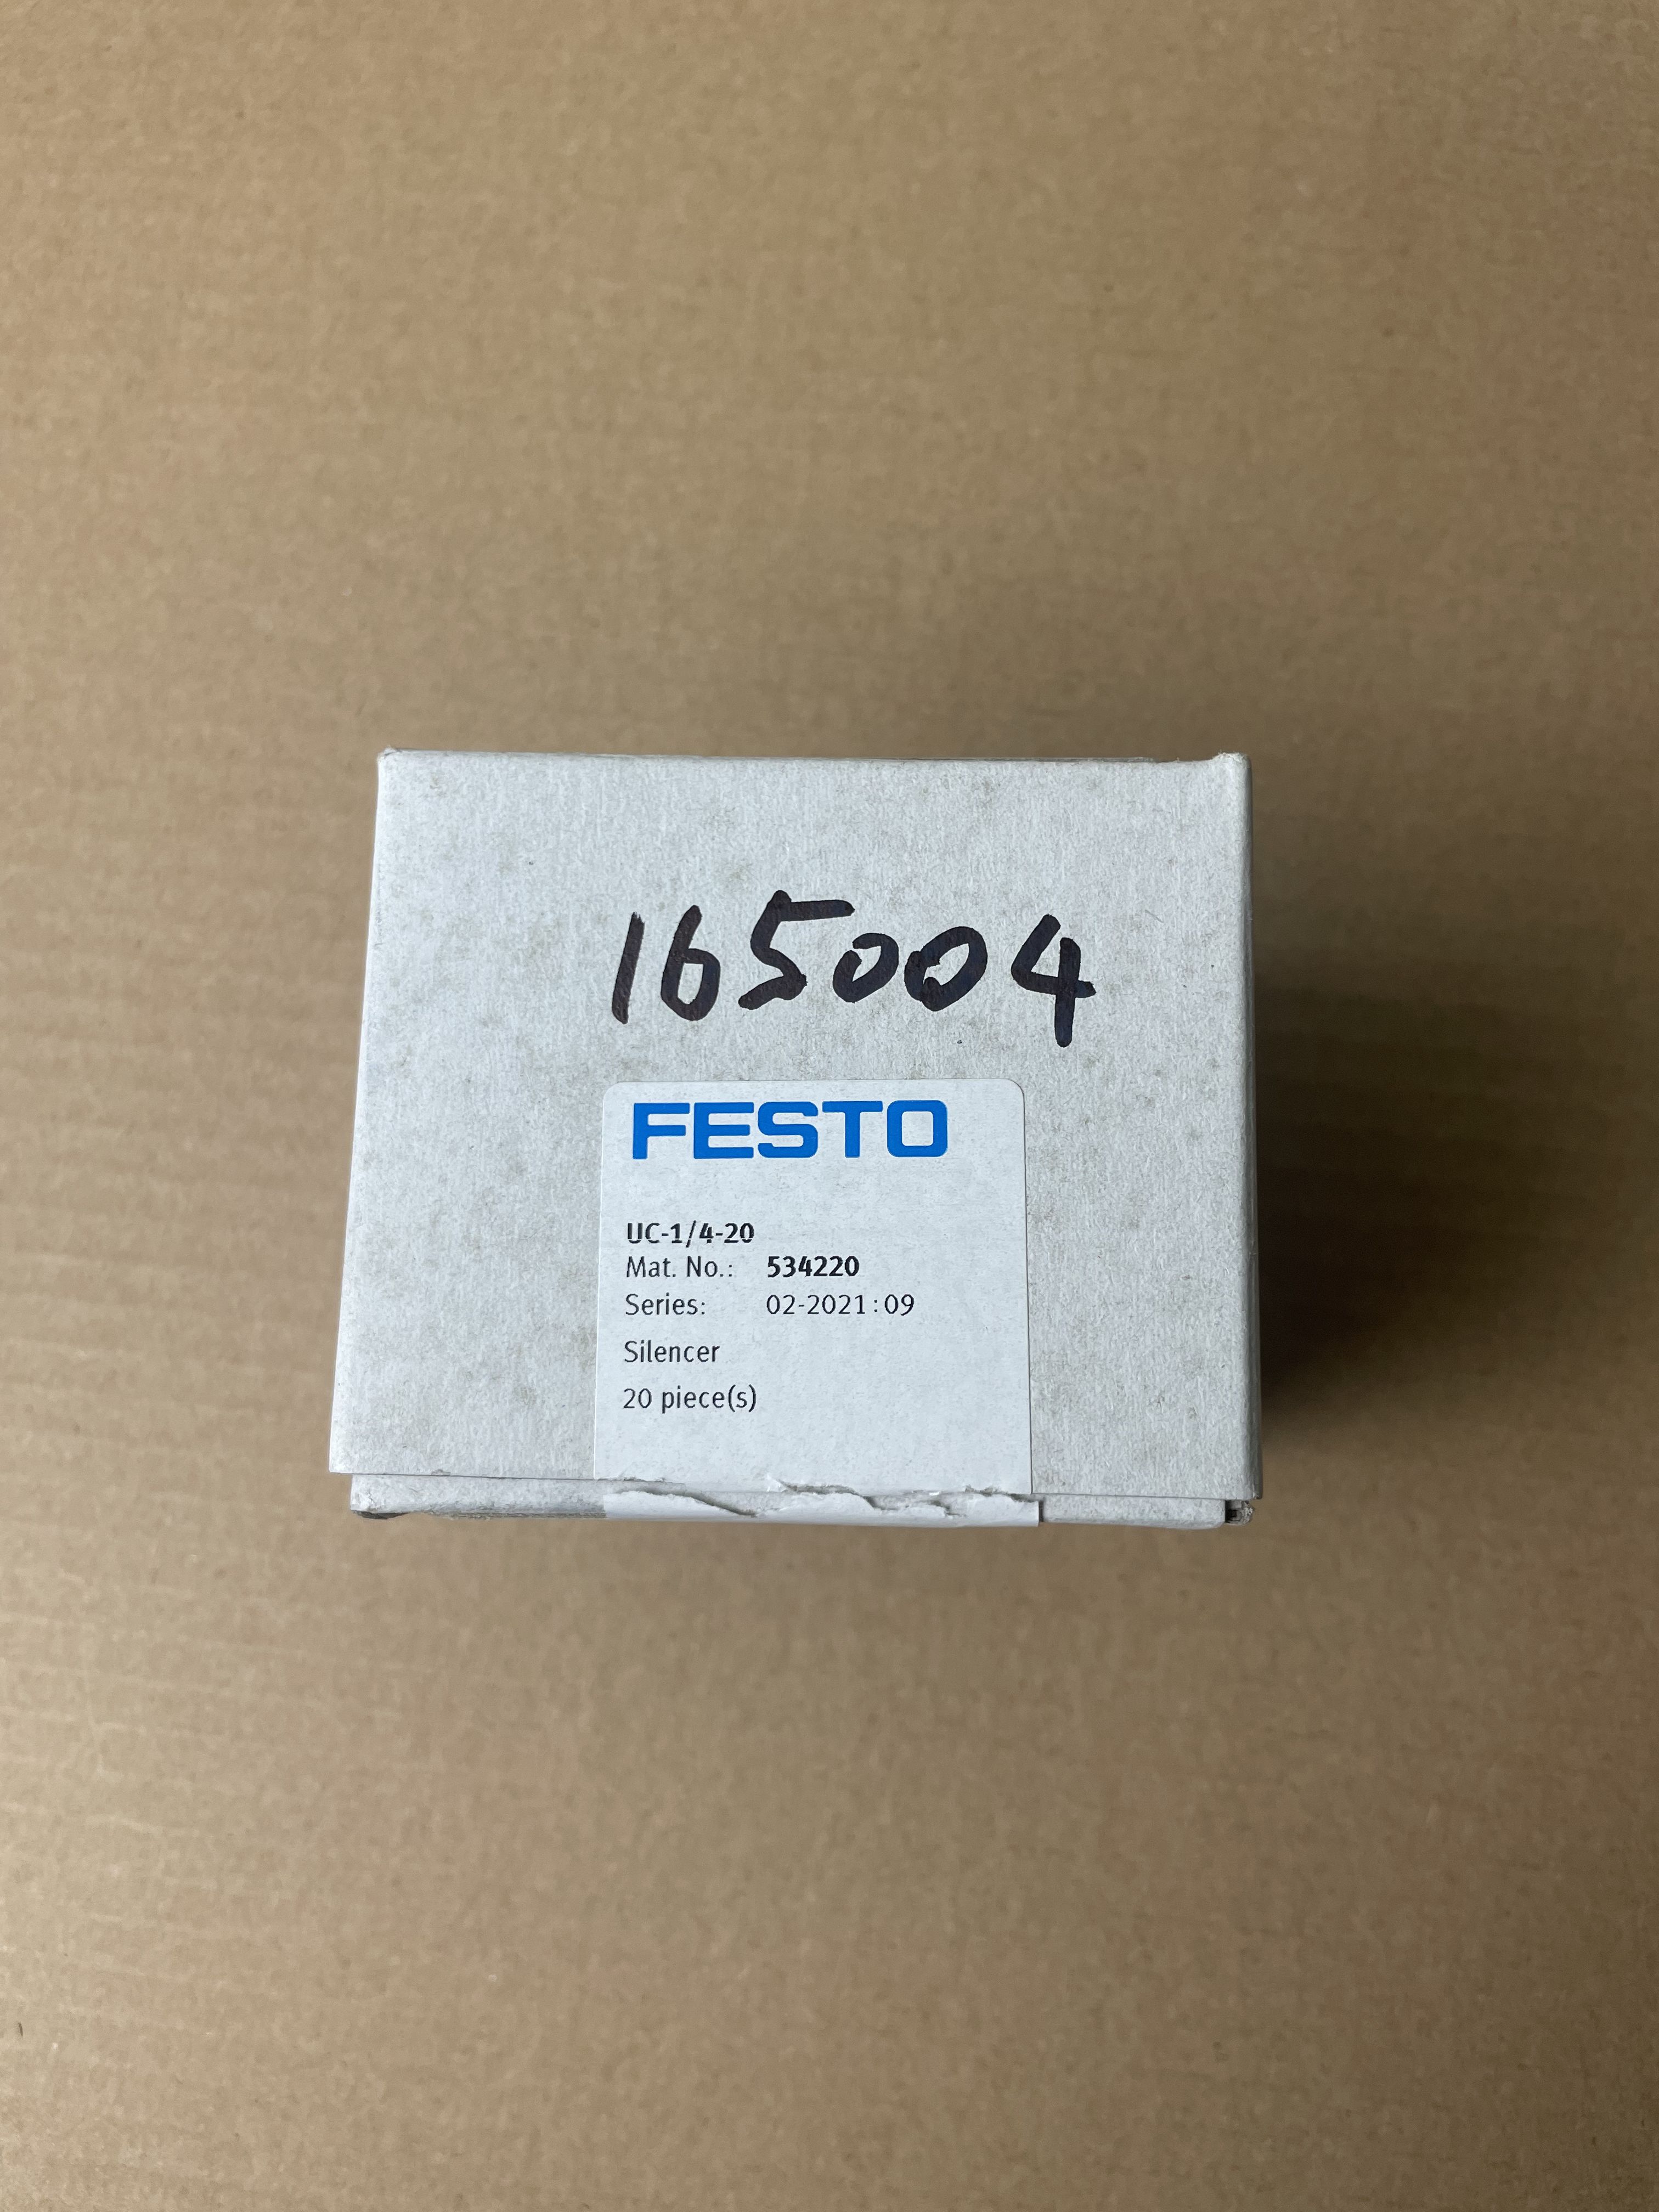 165004
FESTO
UC-1/4-20
Mat. No.: 534220
Series: 02-2021:09
Silencer
20 piece(s)